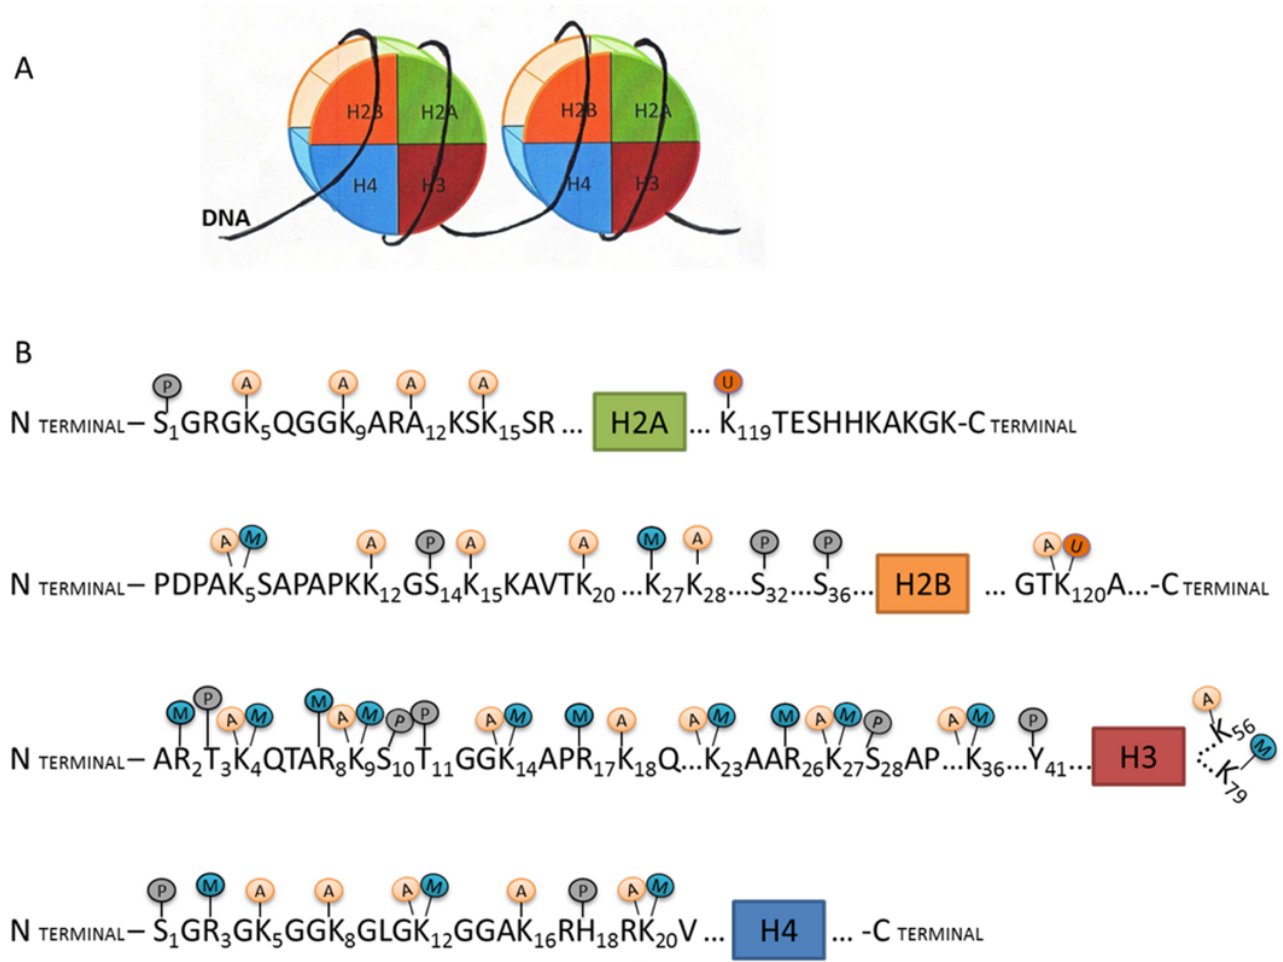 A
H2B H2A H2B H2A
H4 H3 H4 H3
DNA
B
P A A A A U
N TERMINAL– S1GRGK5QGGK9ARA12KSK15SR ... H2A ... K119TESHHKAKGK-C TERMINAL
A M A P A A M A P P A U
N TERMINAL– PDPAK5SAPAPKK12GS14K15KAVTK20 ...K27K28...S32...S36... H2B ... GTK120A...-C TERMINAL
M P A M M A M P P A M M A A M M A M P A M P A M
N TERMINAL– AR2T3K4QTAR8K9S10T11GGK14APR17K18Q...K23AAR26K27S28AP...K36...Y41... H3 ...K56 ...K79
P M A A A M A P A M
N TERMINAL– S1GR3GK5GGK8GLGK12GGAK16RH18RK20V ... H4 ... -C TERMINAL